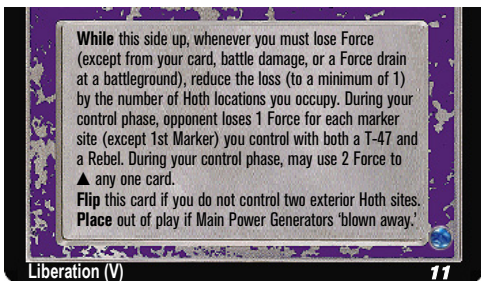 While this side up, whenever you must lose Force
(except from your card, battle damage, or a Force drain
at a battleground), reduce the loss (to a minimum of 1)
by the number of Hoth locations you occupy. During your
control phase, opponent loses 1 Force for each marker
site (except 1st Marker) you control with both a T-47 and
a Rebel. During your control phase, may use 2 Force to
▲ any one card.
Flip this card if you do not control two exterior Hoth sites.
Place out of play if Main Power Generators ‘blown away.’
Liberation (V) 11